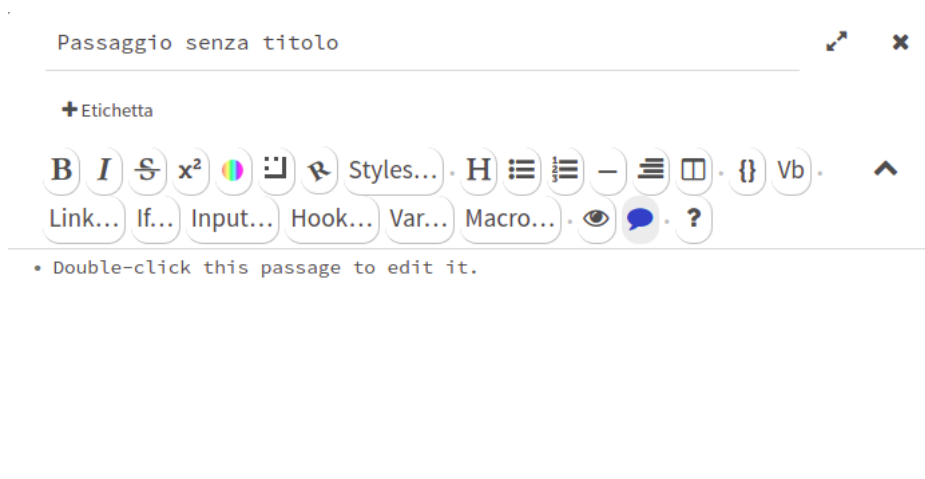 Passaggio senza titolo
Etichetta
B I S x² R Styles... H — {} Vb
Link... If... Input... Hook... Var... Macro... ?
• Double-click this passage to edit it.